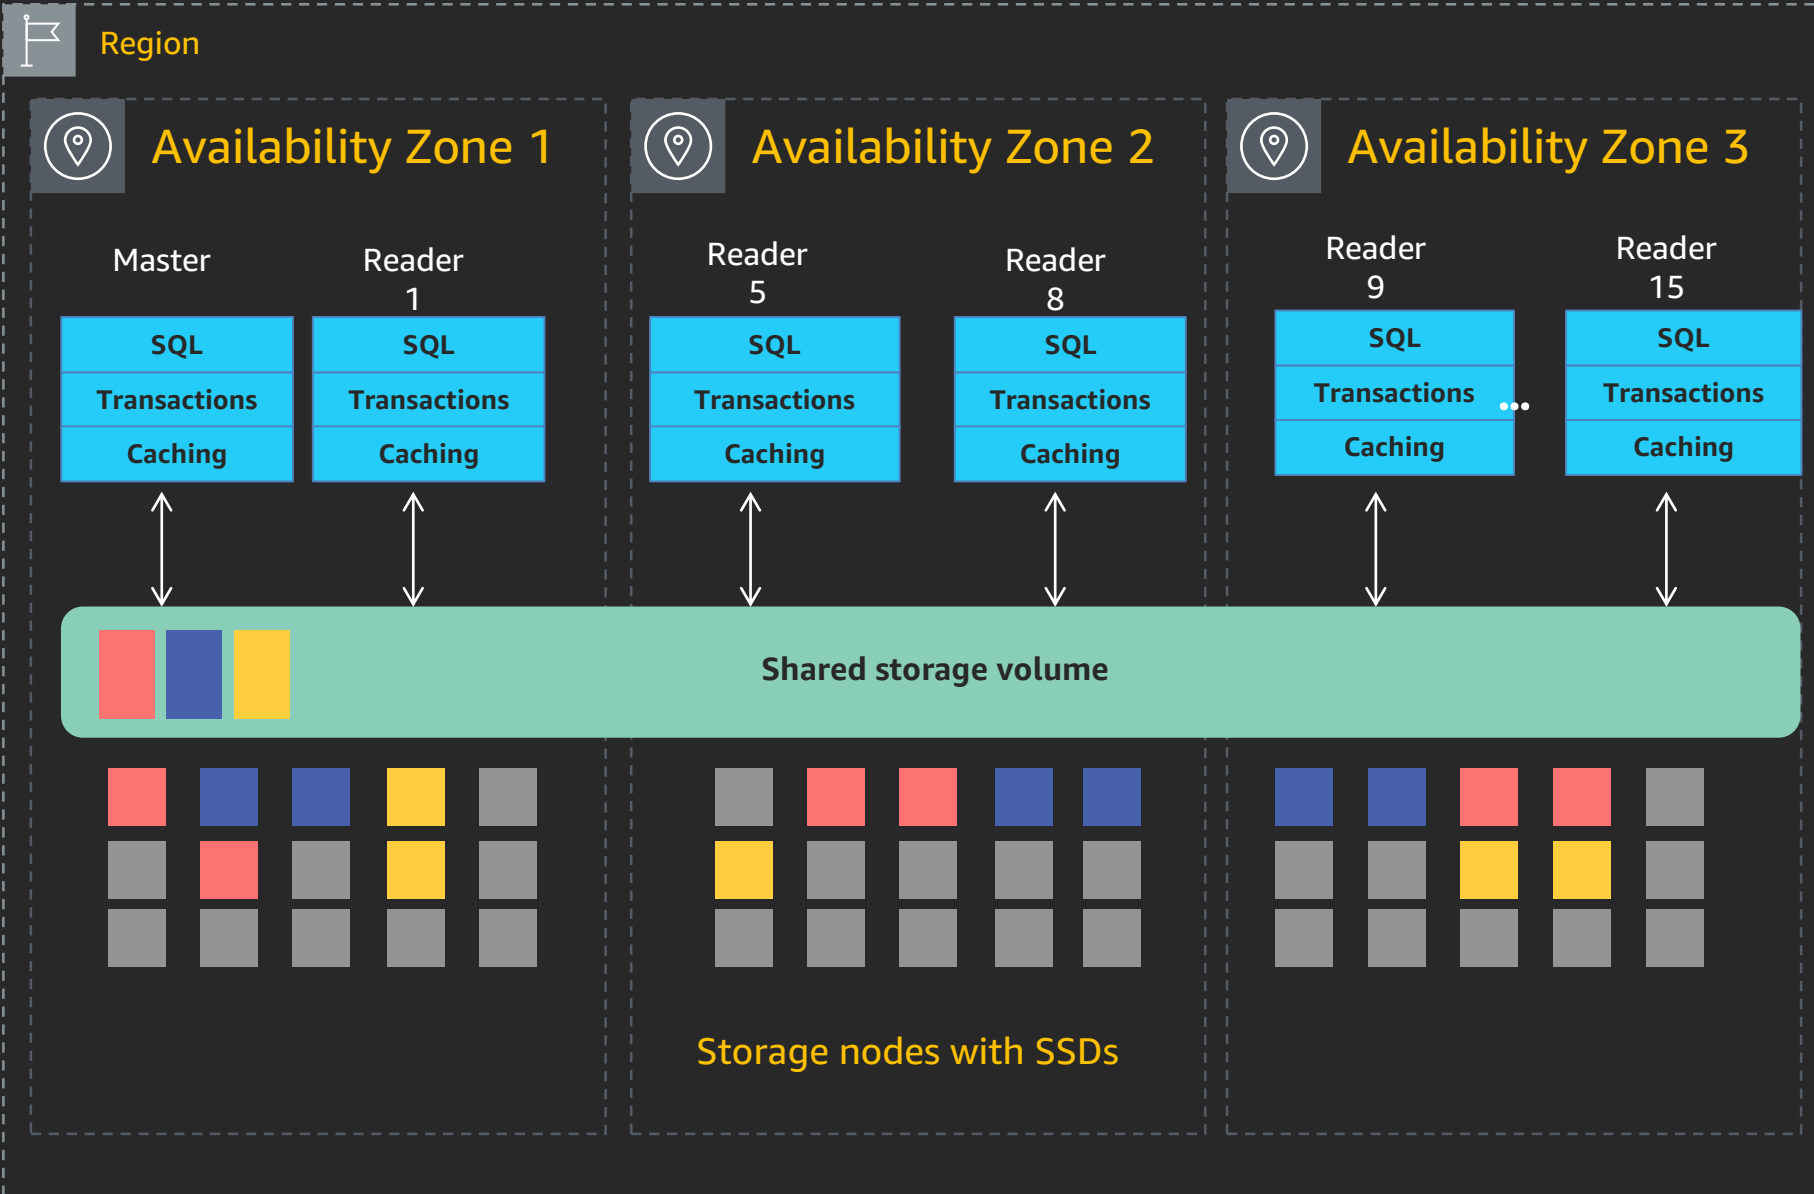 Region
Availability Zone 1
Availability Zone 2
Availability Zone 3
Master
Reader
1
Reader
5
Reader
8
Reader
9
Reader
15
SQL
Transactions
Caching
SQL
Transactions
Caching
SQL
Transactions
Caching
SQL
Transactions
Caching
SQL
Transactions
Caching
...
SQL
Transactions
Caching
Shared storage volume
Storage nodes with SSDs